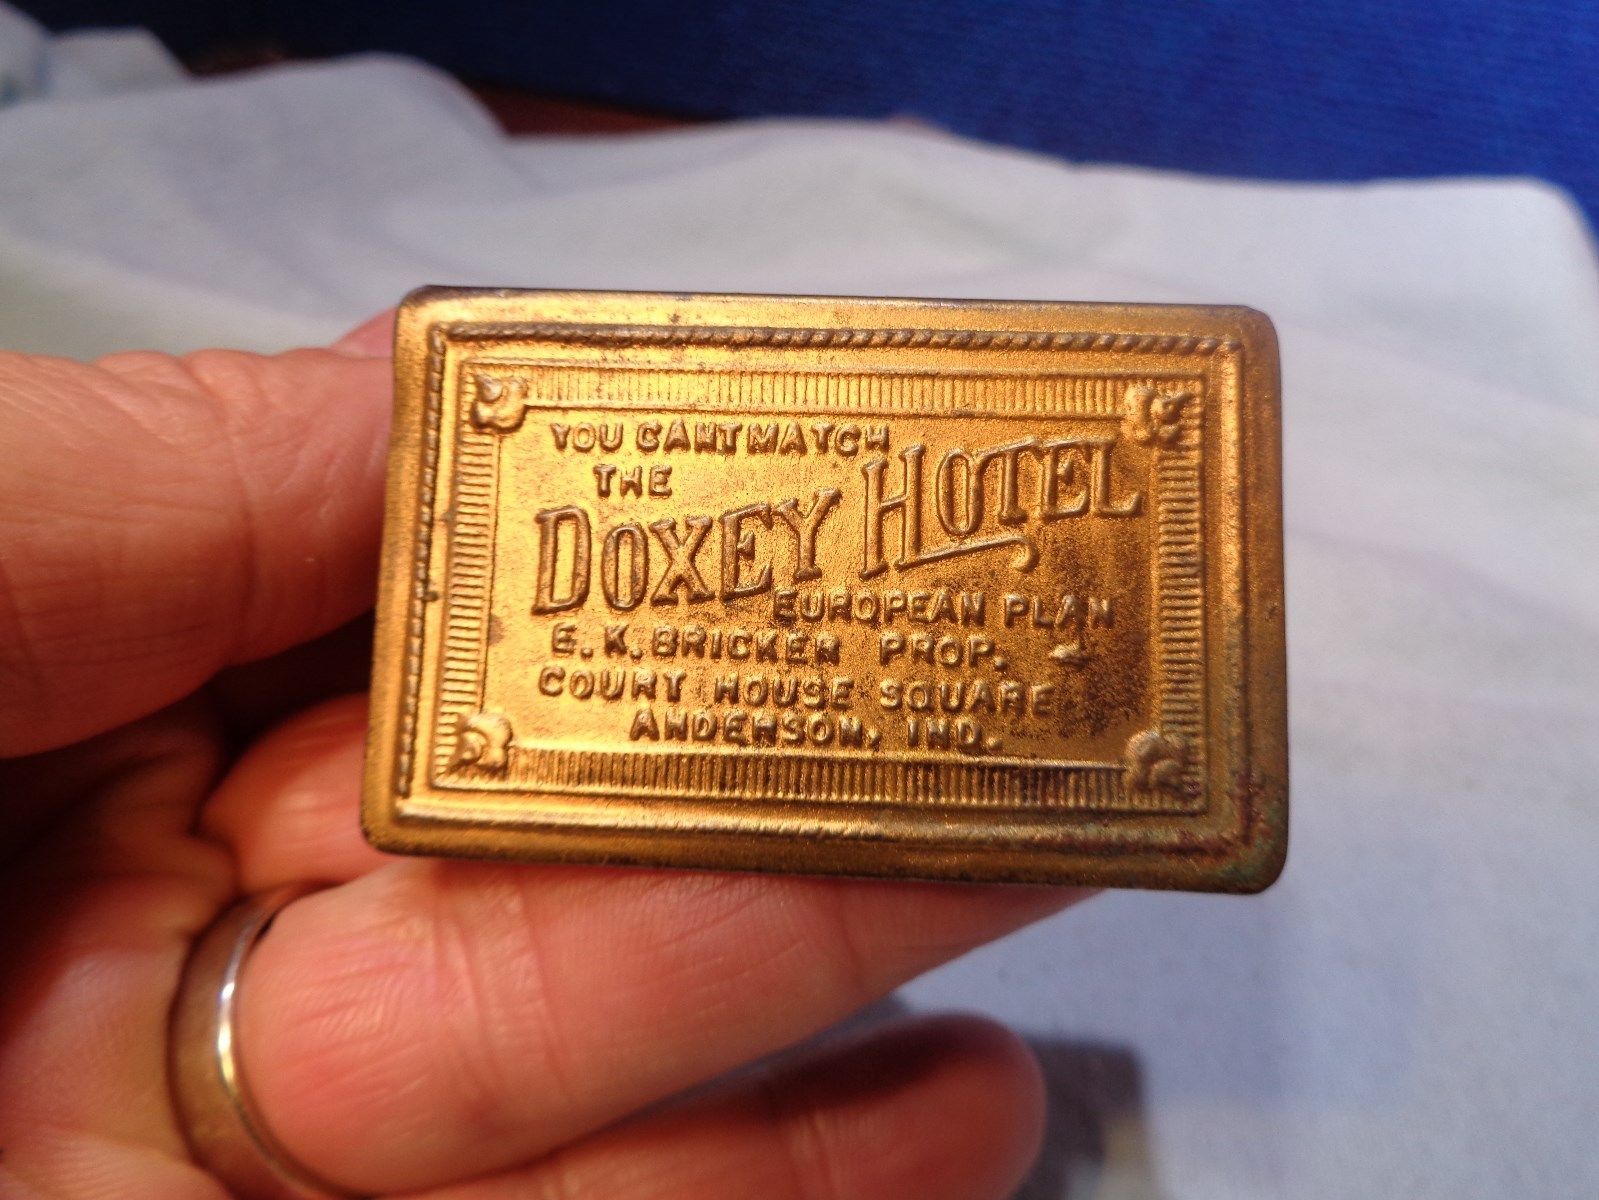 YOU CANT MATCH
THE
DOXEY HOTEL
EUROPEAN PLAN
E. K. BRICKER PROP.
COURT HOUSE SQUARE
ANDERSON, IND.